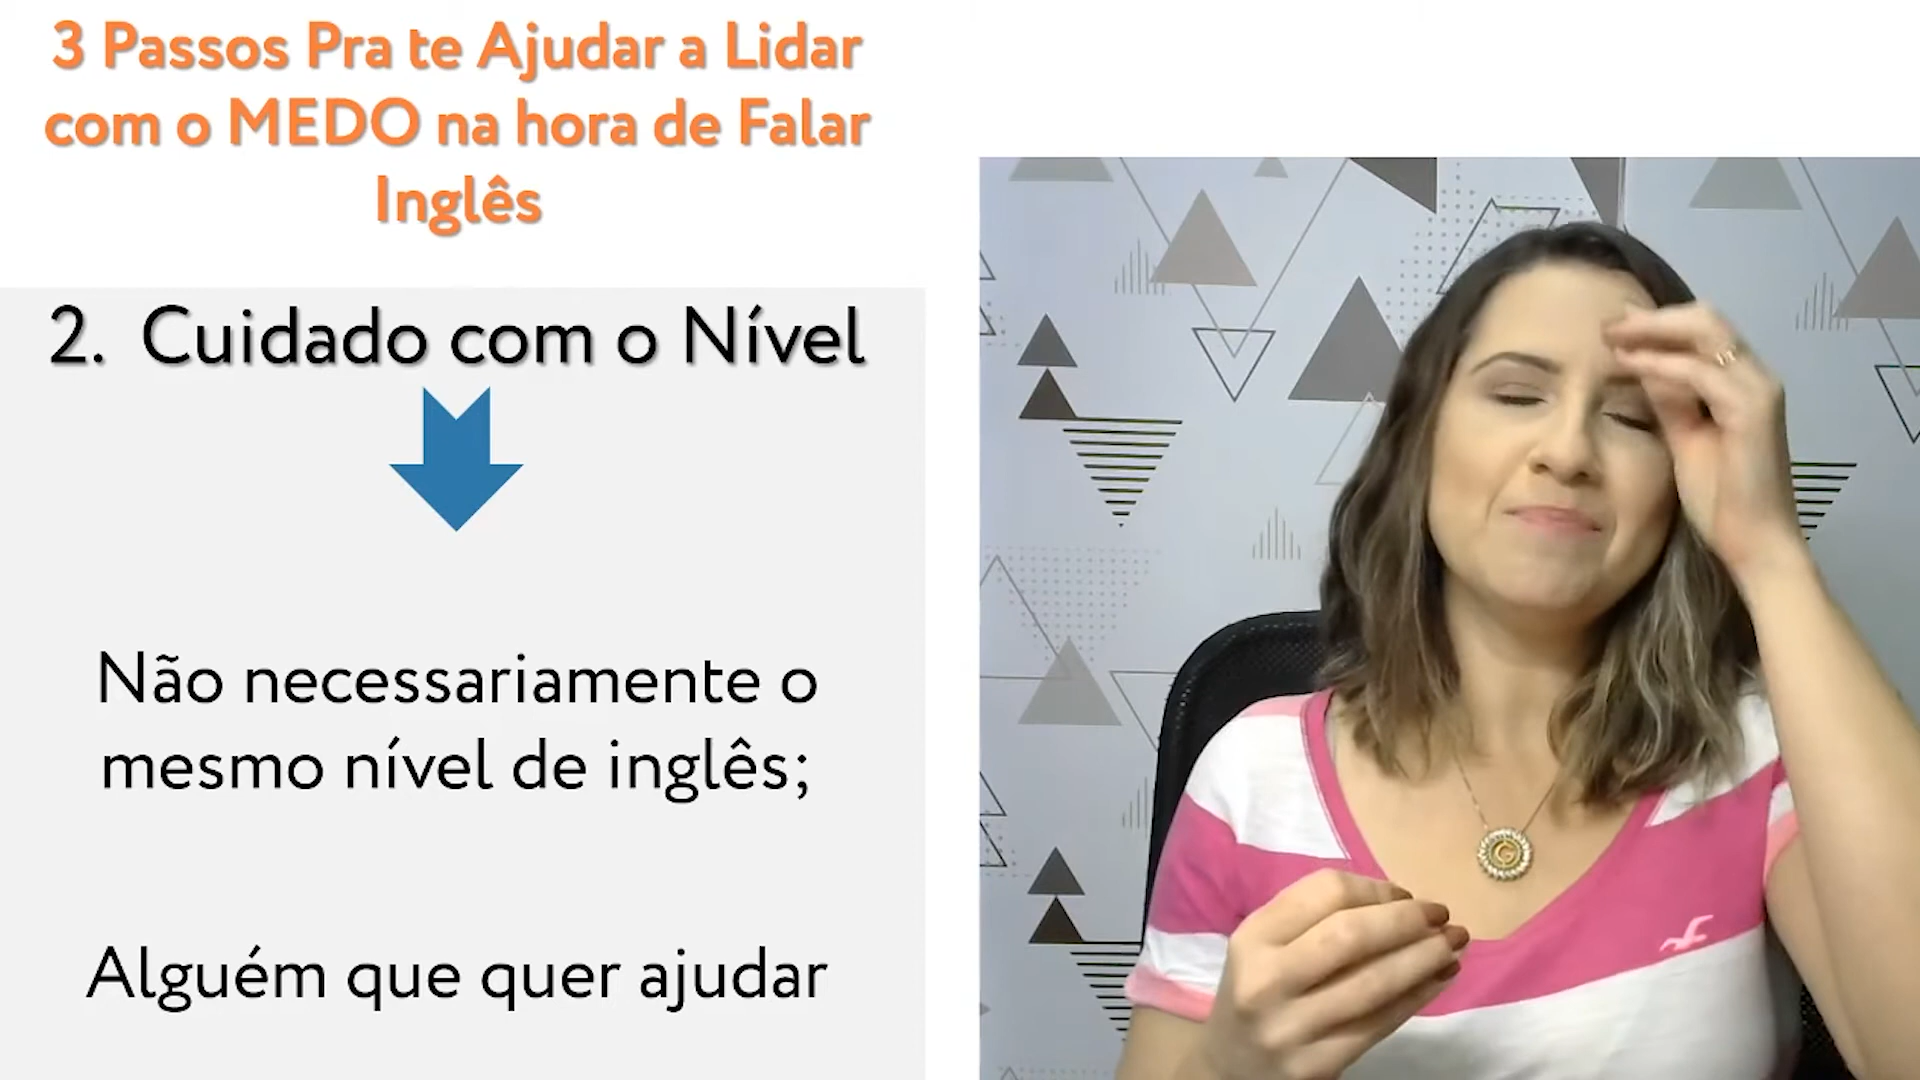 3 Passos Pra te Ajudar a Lidar
com o MEDO na hora de Falar
Inglês
2. Cuidado com o Nível
Não necessariamente o
mesmo nível de inglês;
Alguém que quer ajudar
G